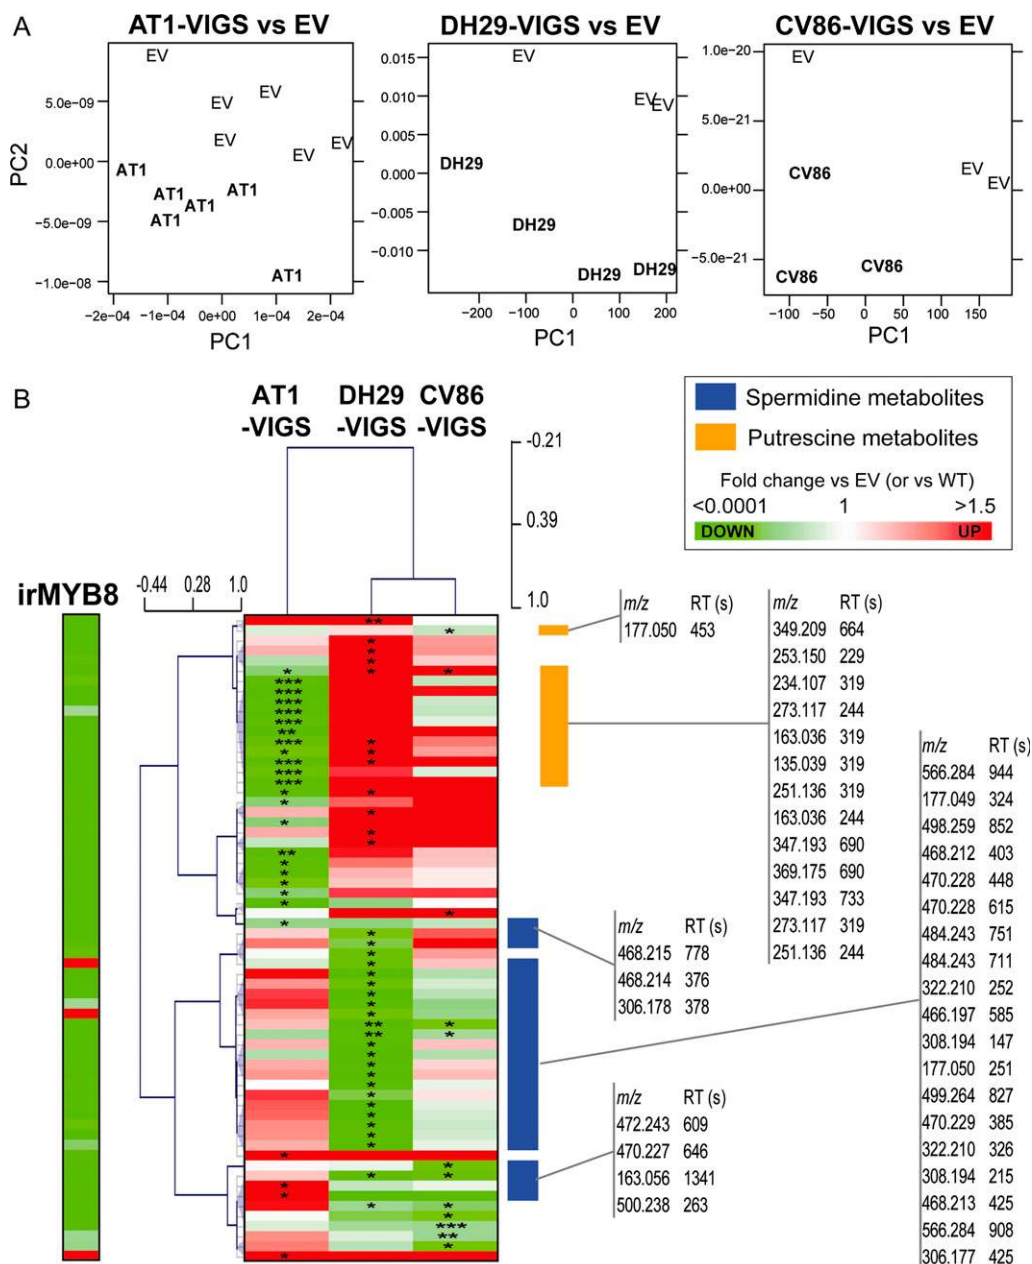 A
AT1-VIGS vs EV
DH29-VIGS vs EV
CV86-VIGS vs EV
PC2
5.0e-09
0.0e+00
−5.0e-09
−1.0e-08
EV
EV
EV
EV
EV
EV
AT1
AT1
AT1
AT1
AT1
AT1
−2e-04 −1e-04 0e+00 1e-04 2e-04
PC1
0.015
0.010
0.005
0.000
−0.005
−0.010
EV
EV
EV
DH29
DH29
DH29
DH29
−300 −100 0 100 200
PC1
1.0e-20
5.0e-21
0.0e+00
−5.0e-21
EV
EV
EV
CV86
CV86
CV86
−100 −50 0 50 100 150
PC1
B
AT1 -VIGS
DH29 -VIGS
CV86 -VIGS
-0.21
0.39
1.0
Spermidine metabolites
Putrescine metabolites
Fold change vs EV (or vs WT)
<0.0001 1 >1.5
DOWN UP
irMYB8
-0.44 0.28 1.0
m/z RT (s)
177.050 453
m/z RT (s)
349.209 664
253.150 229
234.107 319
273.117 244
163.036 319
135.039 319
251.136 319
163.036 244
347.193 690
369.175 690
347.193 733
273.117 319
251.136 244
m/z RT (s)
468.215 778
468.214 376
306.178 378
m/z RT (s)
472.243 609
470.227 646
163.056 1341
500.238 263
m/z RT (s)
566.284 944
177.049 324
498.259 852
468.212 403
470.228 448
470.228 615
484.243 751
484.243 711
322.210 252
466.197 585
308.194 147
177.050 251
499.264 827
470.229 385
322.210 326
308.194 215
468.213 425
566.284 908
306.177 425